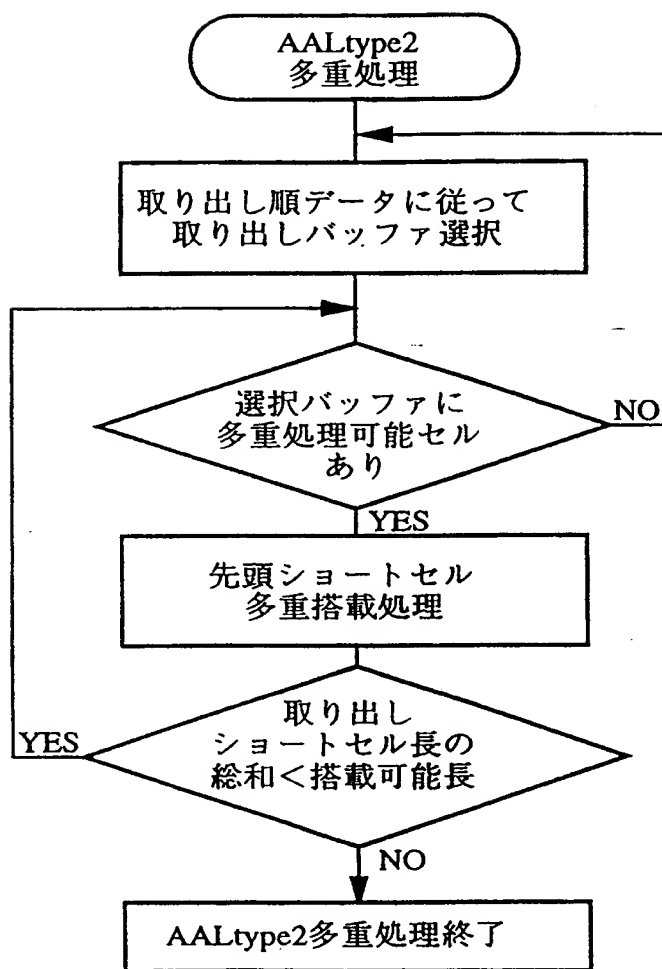 AALtype2
多重処理
取り出し順データに従って
取り出しバッファ選択
選択バッファに
多重処理可能セル
あり
NO
YES
先頭ショートセル
多重搭載処理
取り出し
ショートセル長の
総和<搭載可能長
YES
NO
AALtype2多重処理終了